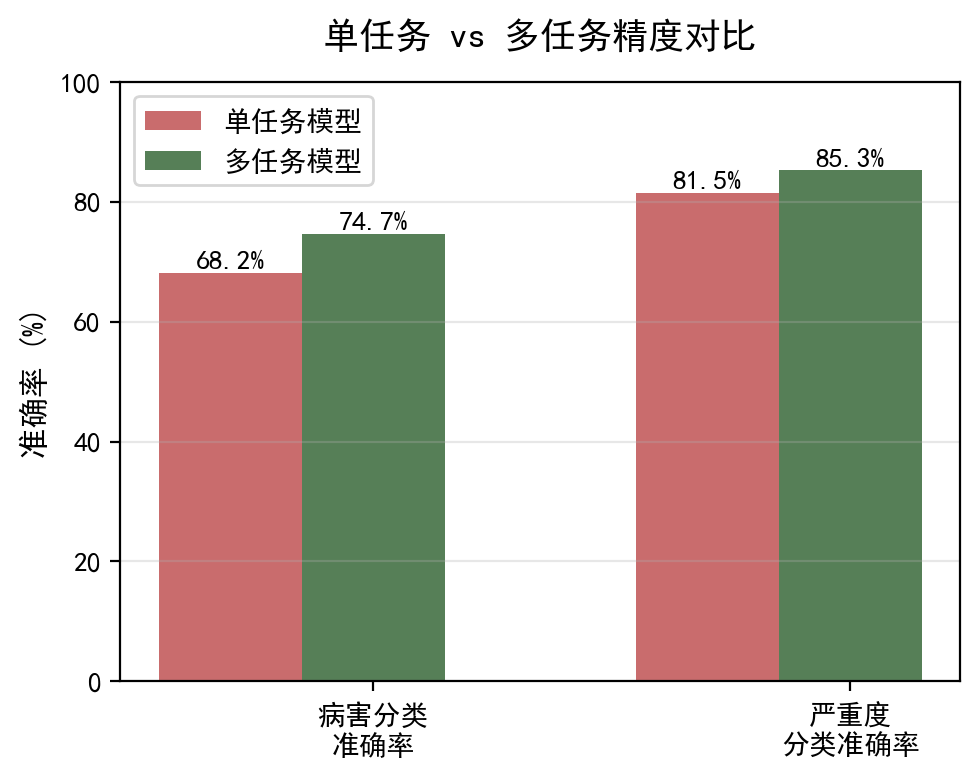 单任务 vs 多任务精度对比
准确率 (%)
100
80
60
40
20
0
单任务模型
多任务模型
68.2%
74.7%
81.5%
85.3%
病害分类
准确率
严重度
分类准确率